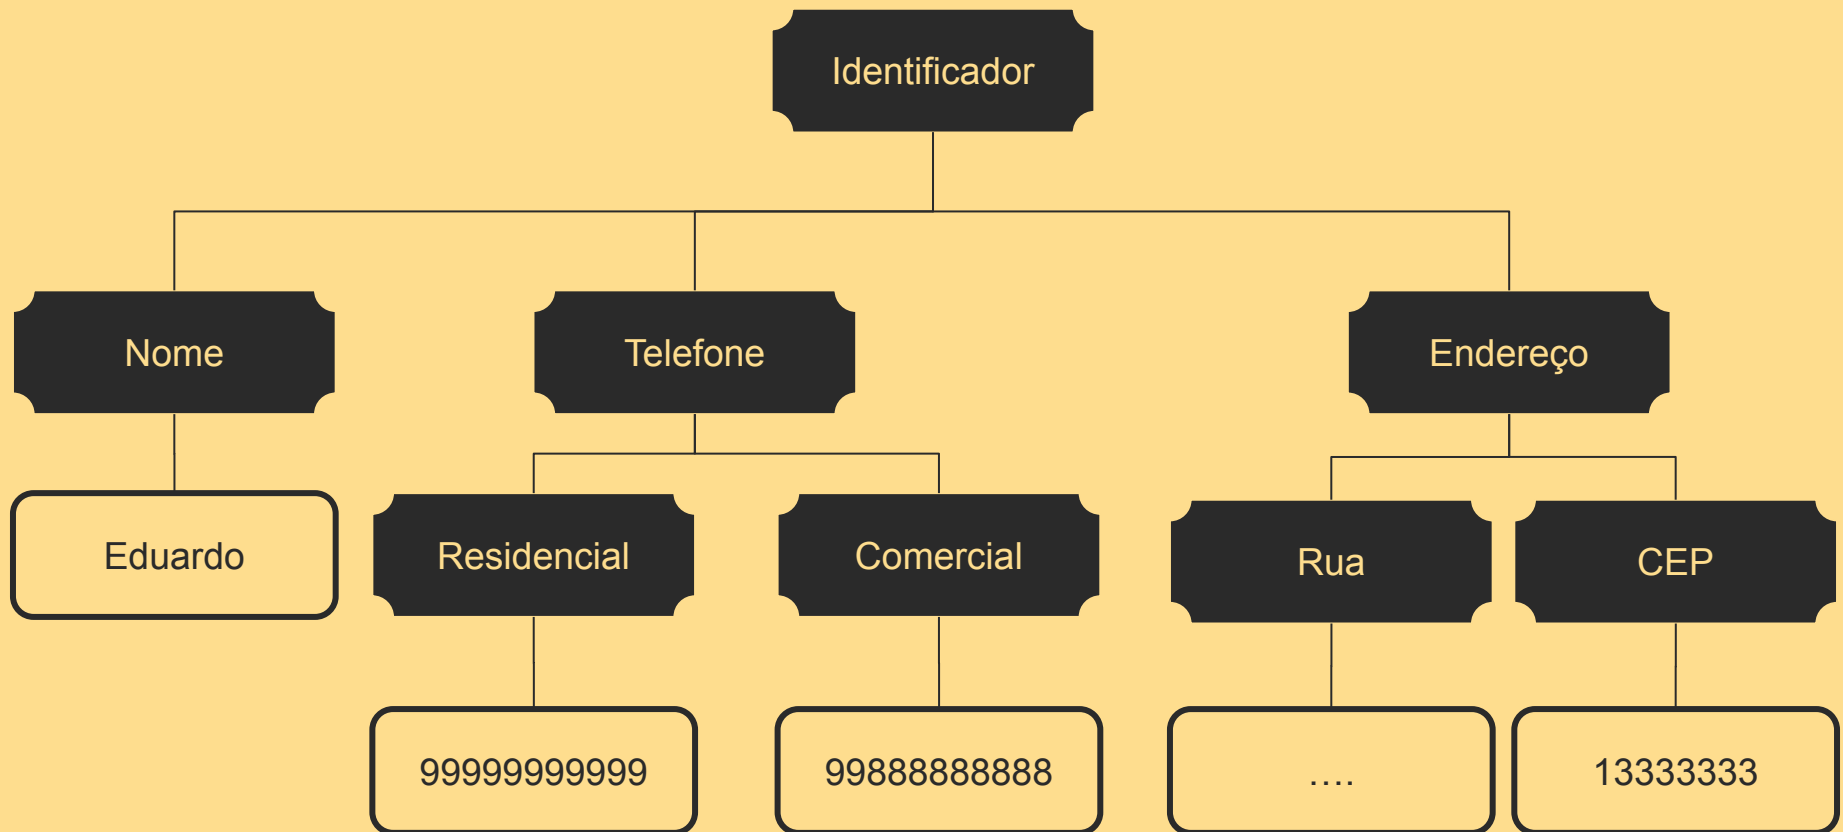 Identificador
Nome
Telefone
Endereço
Eduardo
Residencial
Comercial
Rua
CEP
99999999999
99888888888
....
13333333